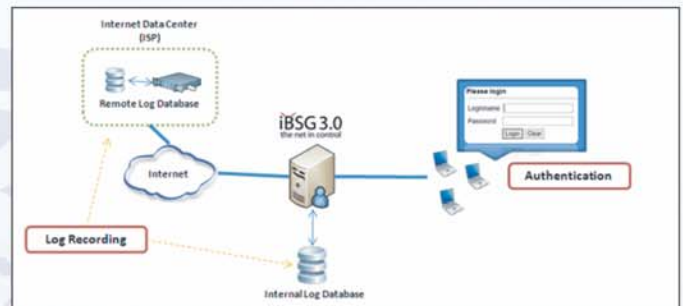 Internet Data Center
(ISP)
Remote Log Database
iBSG 3.0
the net in control
Please login
Loginname
Password
Login Clear
Internet
Authentication
Log Recording
Internal Log Database